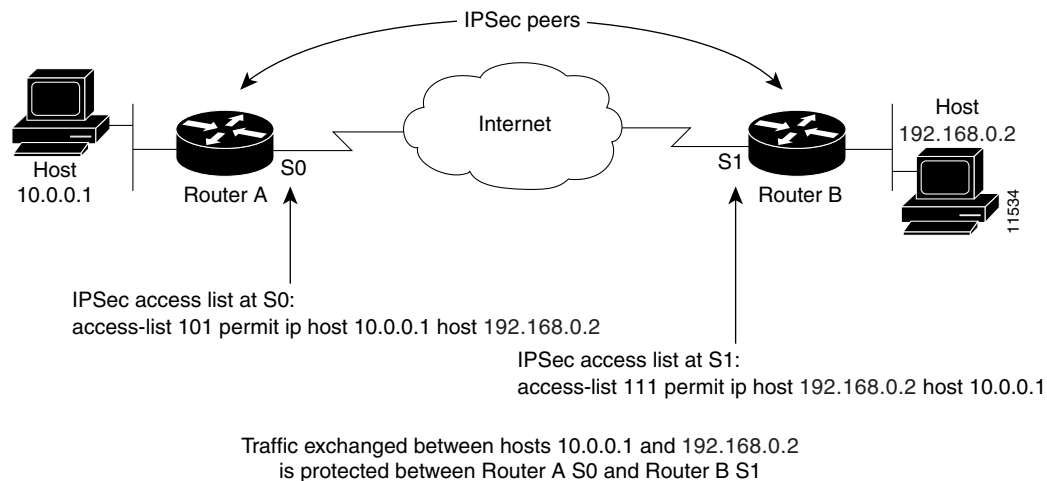 IPSec peers
Internet
Host
10.0.0.1
Router A
S0
S1
Router B
Host
192.168.0.2
11534
IPSec access list at S0:
access-list 101 permit ip host 10.0.0.1 host 192.168.0.2
IPSec access list at S1:
access-list 111 permit ip host 192.168.0.2 host 10.0.0.1
Traffic exchanged between hosts 10.0.0.1 and 192.168.0.2
is protected between Router A S0 and Router B S1